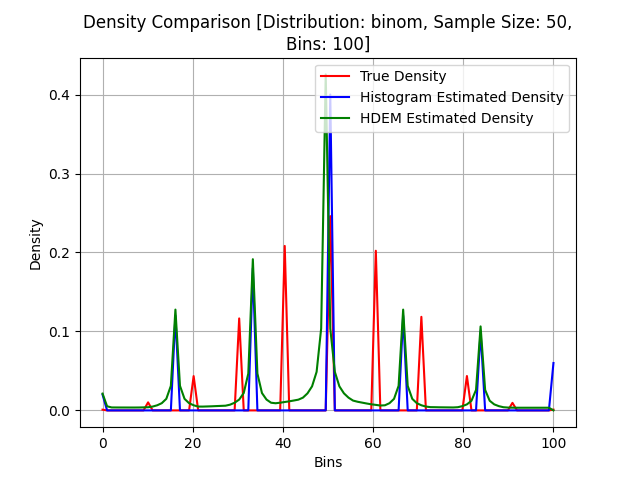 Density Comparison [Distribution: binom, Sample Size: 50,
Bins: 100]
True Density
Histogram Estimated Density
HDEM Estimated Density
Density
0.4
0.3
0.2
0.1
0.0
0
20
40
60
80
100
Bins